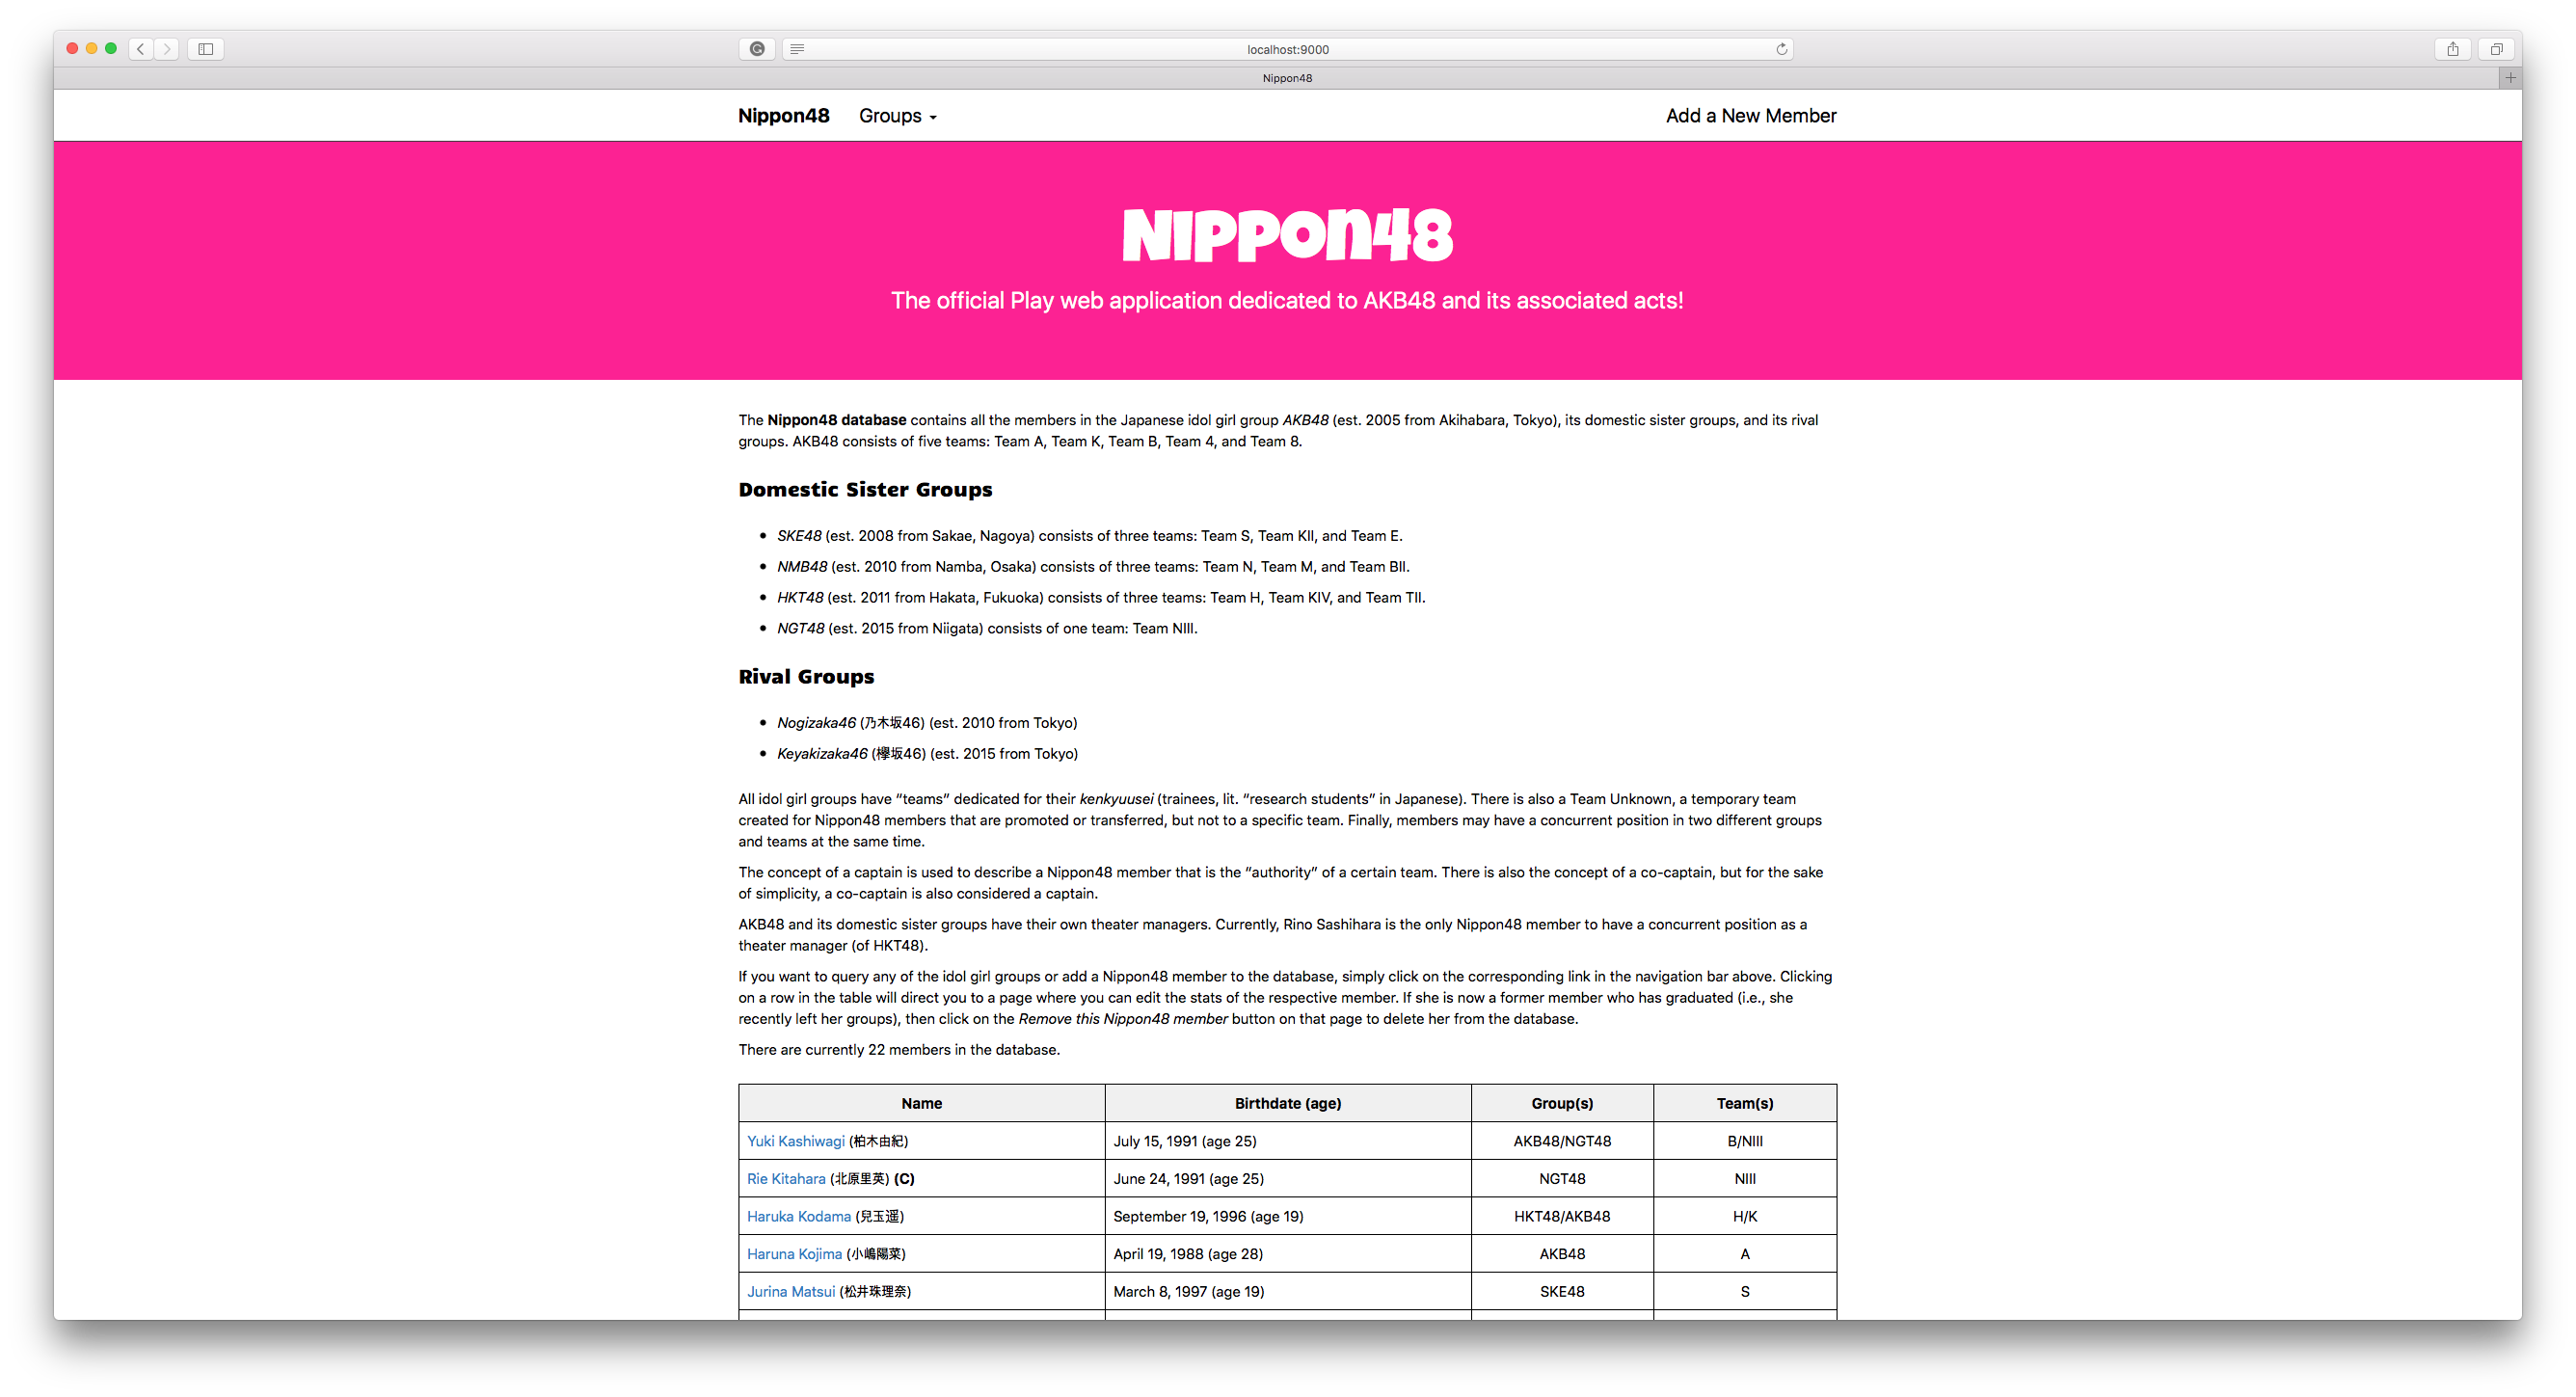 localhost:9000
Nippon48
Nippon48 Groups Add a New Member
Nippon48
The official Play web application dedicated to AKB48 and its associated acts!
The Nippon48 database contains all the members in the Japanese idol girl group AKB48 (est. 2005 from Akihabara, Tokyo), its domestic sister groups, and its rival
groups. AKB48 consists of five teams: Team A, Team K, Team B, Team 4, and Team 8.
Domestic Sister Groups
• SKE48 (est. 2008 from Sakae, Nagoya) consists of three teams: Team S, Team KII, and Team E.
• NMB48 (est. 2010 from Namba, Osaka) consists of three teams: Team N, Team M, and Team BII.
• HKT48 (est. 2011 from Hakata, Fukuoka) consists of three teams: Team H, Team KIV, and Team TII.
• NGT48 (est. 2015 from Niigata) consists of one team: Team NIII.
Rival Groups
• Nogizaka46 (乃木坂46) (est. 2010 from Tokyo)
• Keyakizaka46 (欅坂46) (est. 2015 from Tokyo)
All idol girl groups have “teams” dedicated for their kenkyuusei (trainees, lit. “research students” in Japanese). There is also a Team Unknown, a temporary team
created for Nippon48 members that are promoted or transferred, but not to a specific team. Finally, members may have a concurrent position in two different groups
and teams at the same time.
The concept of a captain is used to describe a Nippon48 member that is the “authority” of a certain team. There is also the concept of a co-captain, but for the sake
of simplicity, a co-captain is also considered a captain.
AKB48 and its domestic sister groups have their own theater managers. Currently, Rino Sashihara is the only Nippon48 member to have a concurrent position as a
theater manager (of HKT48).
If you want to query any of the idol girl groups or add a Nippon48 member to the database, simply click on the corresponding link in the navigation bar above. Clicking
on a row in the table will direct you to a page where you can edit the stats of the respective member. If she is now a former member who has graduated (i.e., she
recently left her groups), then click on the Remove this Nippon48 member button on that page to delete her from the database.
There are currently 22 members in the database.
Name Birthdate (age) Group(s) Team(s)
Yuki Kashiwagi (柏木由紀) July 15, 1991 (age 25) AKB48/NGT48 B/NIII
Rie Kitahara (北原里英) (C) June 24, 1991 (age 25) NGT48 NIII
Haruka Kodama (兒玉遥) September 19, 1996 (age 19) HKT48/AKB48 H/K
Haruna Kojima (小嶋陽菜) April 19, 1988 (age 28) AKB48 A
Jurina Matsui (松井珠理奈) March 8, 1997 (age 19) SKE48 S